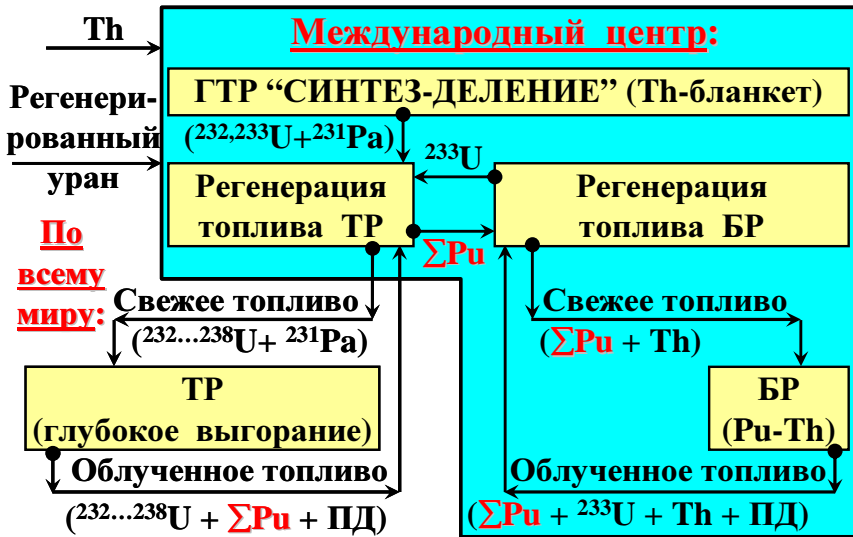 Th
Регенери-
рованный
уран
Международный центр:
ГТР “СИНТЕЗ-ДЕЛЕНИЕ” (Th-бланкет)
(²³²,²³³U+²³¹Pa)
²³³U
Регенерация
топлива ТР
Регенерация
топлива БР
∑Pu
По
всему
миру:
Свежее топливо
(²³²…²³⁸U+ ²³¹Pa)
Свежее топливо
(∑Pu + Th)
ТР
(глубокое выгорание)
БР
(Pu-Th)
Облученное топливо
(²³²…²³⁸U + ∑Pu + ПД)
Облученное топливо
(∑Pu + ²³³U + Th + ПД)